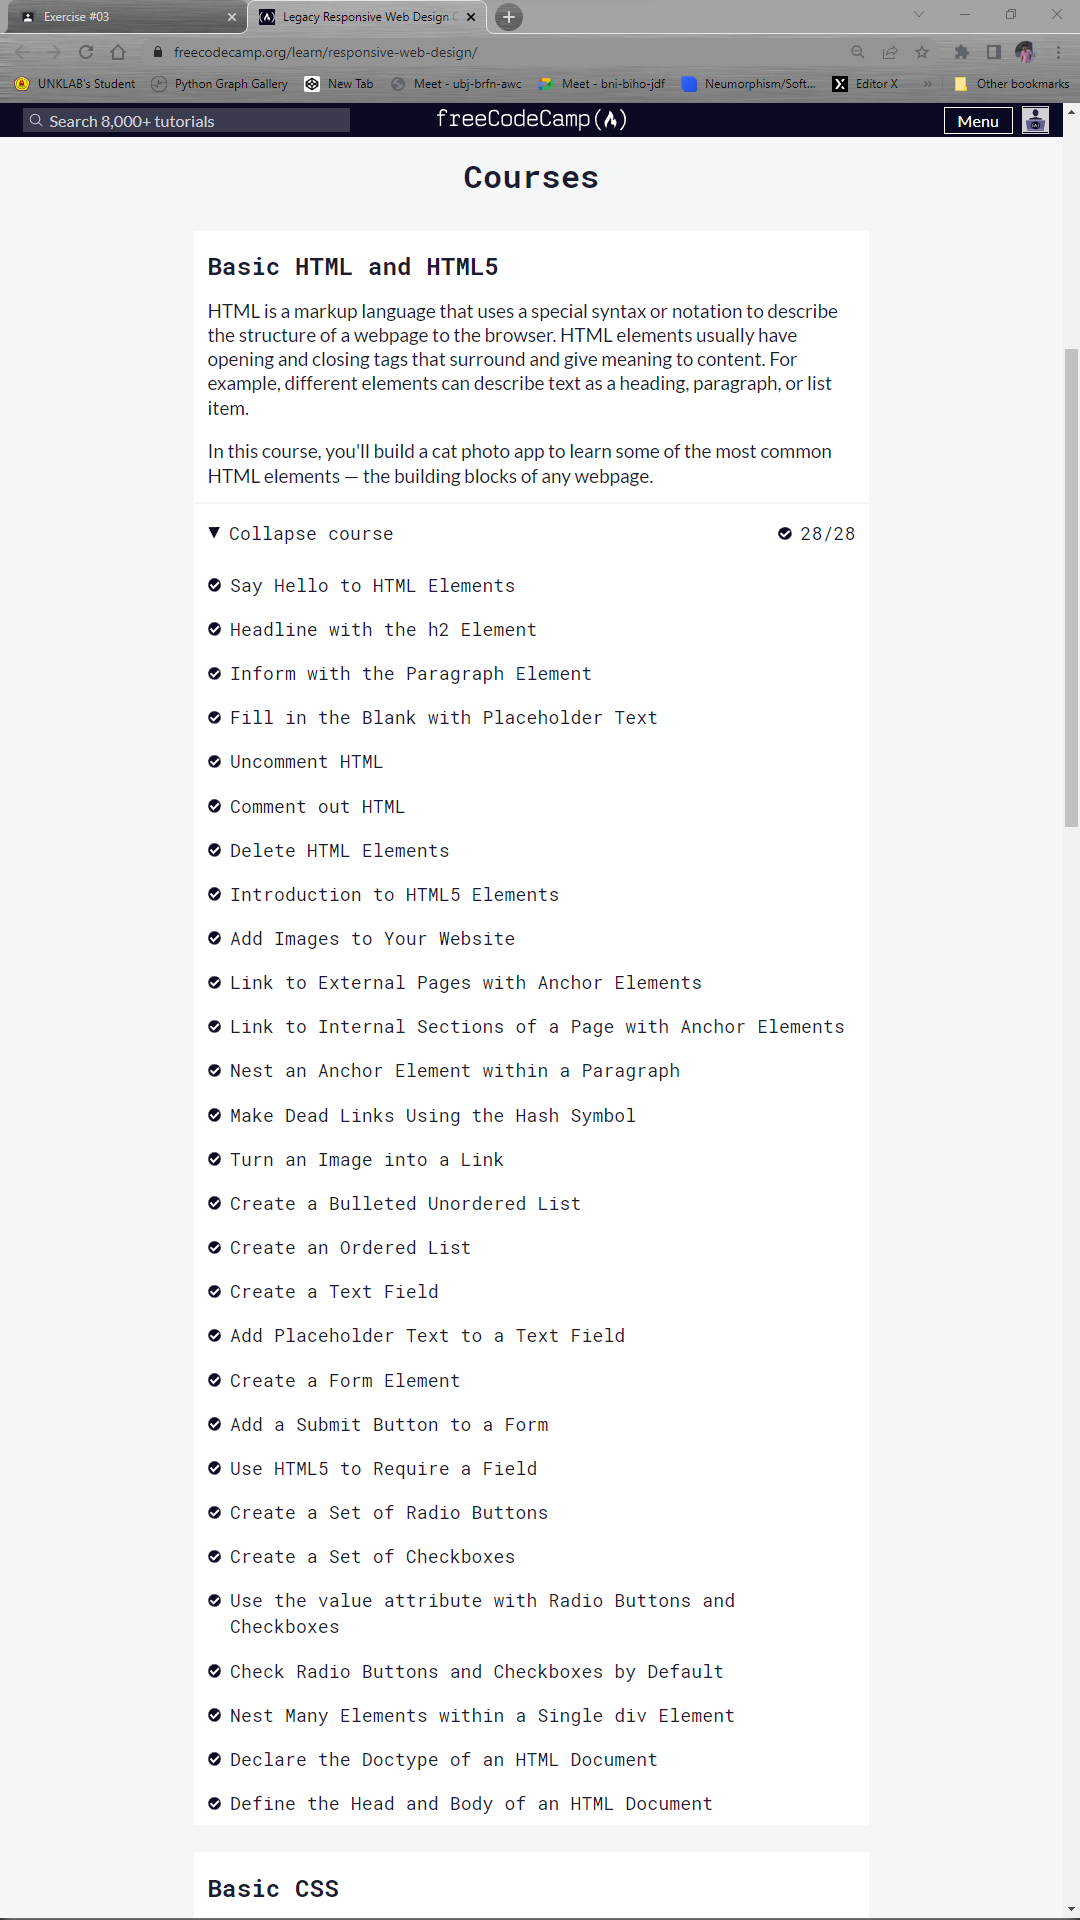 Exercise #03
Legacy Responsive Web Design
freecodecamp.org/learn/responsive-web-design/
UNKLAB's Student
Python Graph Gallery
New Tab
Meet - ubj-brfn-awc
Meet - bni-biho-jdf
Neumorphism/Soft...
Editor X
»
Other bookmarks
Search 8,000+ tutorials
freeCodeCamp
Menu
Courses
Basic HTML and HTML5
HTML is a markup language that uses a special syntax or notation to describe
the structure of a webpage to the browser. HTML elements usually have
opening and closing tags that surround and give meaning to content. For
example, different elements can describe text as a heading, paragraph, or list
item.
In this course, you'll build a cat photo app to learn some of the most common
HTML elements — the building blocks of any webpage.
Collapse course
28/28
Say Hello to HTML Elements
Headline with the h2 Element
Inform with the Paragraph Element
Fill in the Blank with Placeholder Text
Uncomment HTML
Comment out HTML
Delete HTML Elements
Introduction to HTML5 Elements
Add Images to Your Website
Link to External Pages with Anchor Elements
Link to Internal Sections of a Page with Anchor Elements
Nest an Anchor Element within a Paragraph
Make Dead Links Using the Hash Symbol
Turn an Image into a Link
Create a Bulleted Unordered List
Create an Ordered List
Create a Text Field
Add Placeholder Text to a Text Field
Create a Form Element
Add a Submit Button to a Form
Use HTML5 to Require a Field
Create a Set of Radio Buttons
Create a Set of Checkboxes
Use the value attribute with Radio Buttons and
Checkboxes
Check Radio Buttons and Checkboxes by Default
Nest Many Elements within a Single div Element
Declare the Doctype of an HTML Document
Define the Head and Body of an HTML Document
Basic CSS